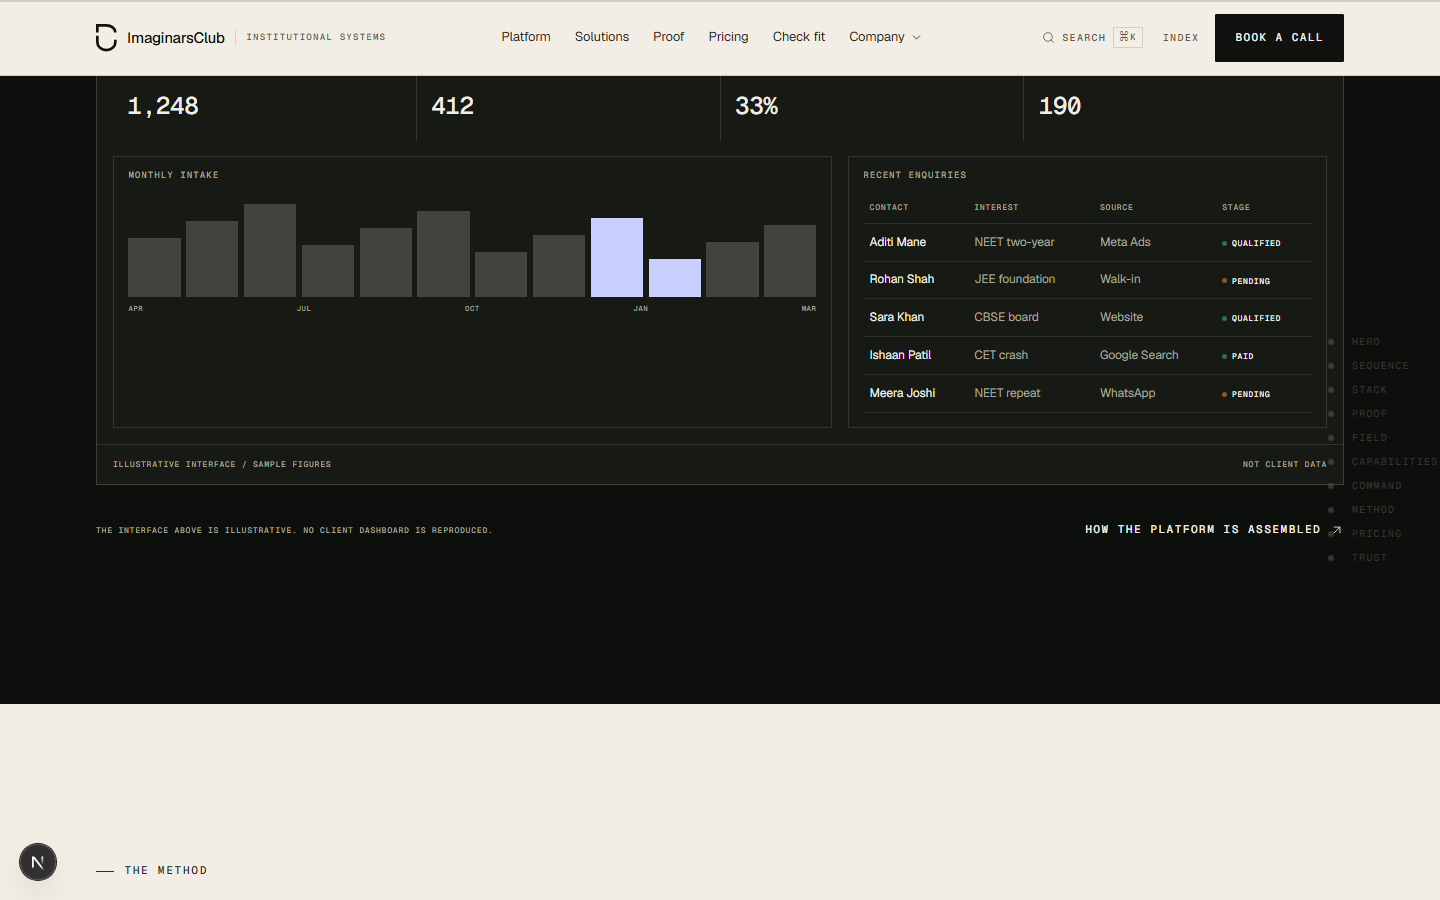 ImaginarsClub
INSTITUTIONAL SYSTEMS
Platform
Solutions
Proof
Pricing
Check fit
Company
SEARCH
⌘K
INDEX
BOOK A CALL
1,248
412
33%
190
MONTHLY INTAKE
APR
JUL
OCT
JAN
MAR
RECENT ENQUIRIES
CONTACT INTEREST SOURCE STAGE
Aditi Mane NEET two-year Meta Ads QUALIFIED
Rohan Shah JEE foundation Walk-in PENDING
Sara Khan CBSE board Website QUALIFIED
Ishaan Patil CET crash Google Search PAID
Meera Joshi NEET repeat WhatsApp PENDING
ILLUSTRATIVE INTERFACE / SAMPLE FIGURES
NOT CLIENT DATA
THE INTERFACE ABOVE IS ILLUSTRATIVE. NO CLIENT DASHBOARD IS REPRODUCED.
HOW THE PLATFORM IS ASSEMBLED
HERO
SEQUENCE
STACK
PROOF
FIELD
CAPABILITIES
COMMAND
METHOD
PRICING
TRUST
N
THE METHOD